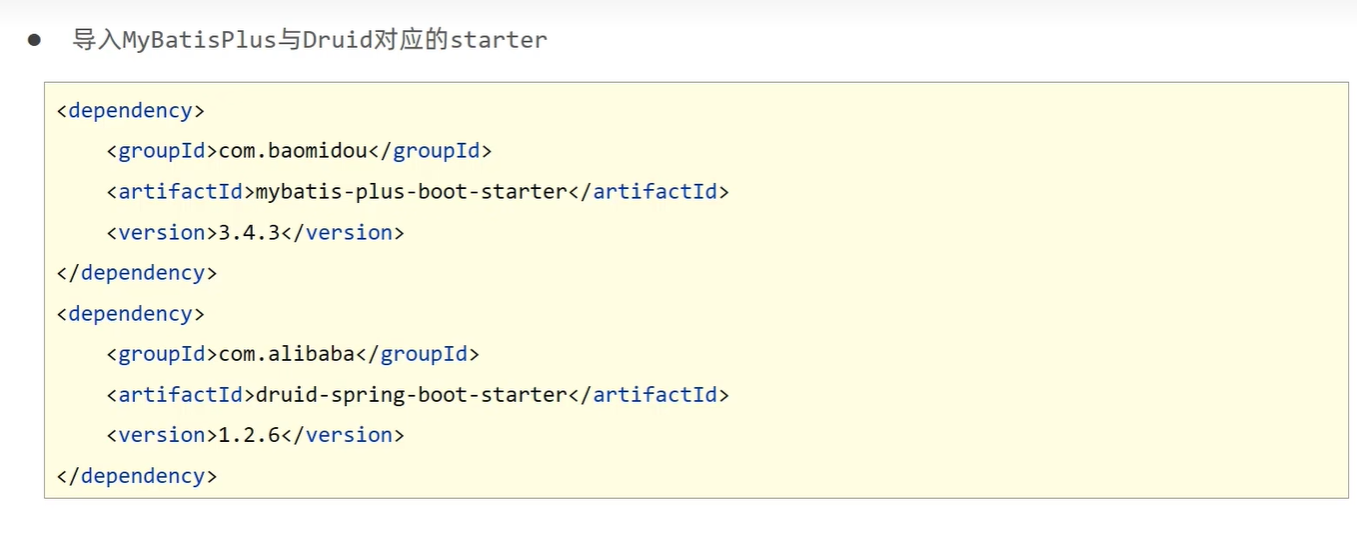 ● 导入MyBatisPlus与Druid对应的starter
<dependency>
    <groupId>com.baomidou</groupId>
    <artifactId>mybatis-plus-boot-starter</artifactId>
    <version>3.4.3</version>
</dependency>
<dependency>
    <groupId>com.alibaba</groupId>
    <artifactId>druid-spring-boot-starter</artifactId>
    <version>1.2.6</version>
</dependency>